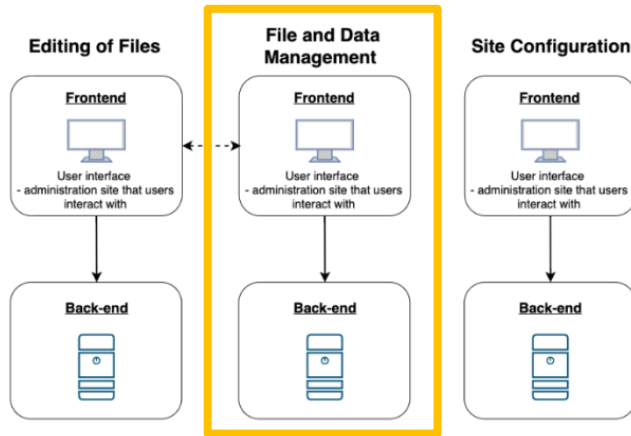 Editing of Files
File and Data
Management
Site Configuration
Frontend
User interface
- administration site that users
interact with
Frontend
User interface
- administration site that users
interact with
Frontend
User interface
- administration site that users
interact with
Back-end
Back-end
Back-end